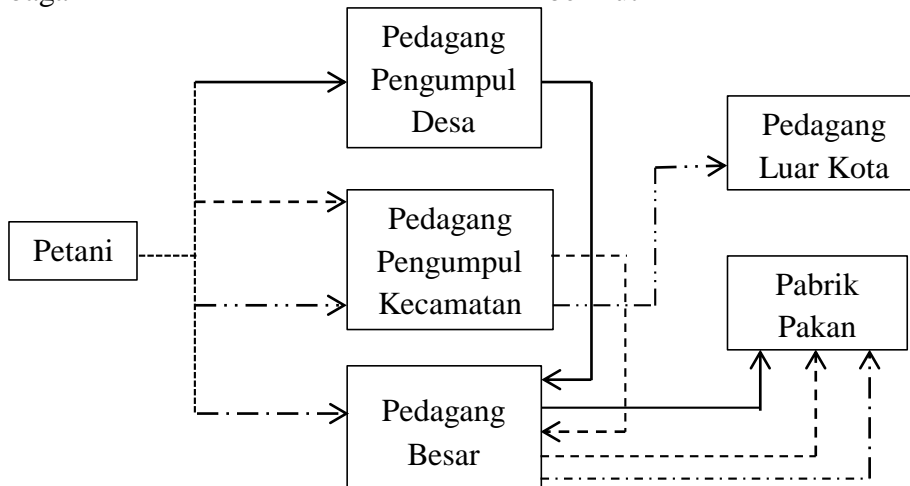 Pedagang
Pengumpul
Desa
Pedagang
Luar Kota
Petani
Pedagang
Pengumpul
Kecamatan
Pabrik
Pakan
Pedagang
Besar